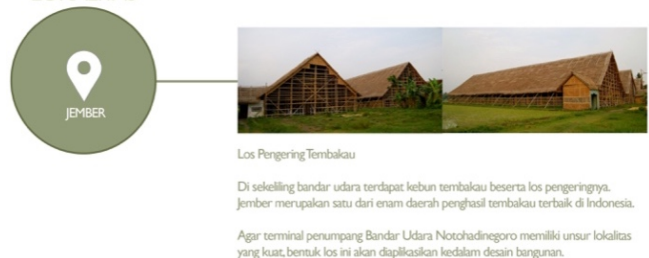 JEMBER
Los Pengering Tembakau
Di sekeliling bandar udara terdapat kebun tembakau beserta los pengeringnya.
Jember merupakan satu dari enam daerah penghasil tembakau terbaik di Indonesia.
Agar terminal penumpang Bandar Udara Notohadinegoro memiliki unsur lokalitas
yang kuat, bentuk los ini akan diaplikasikan kedalam desain bangunan.